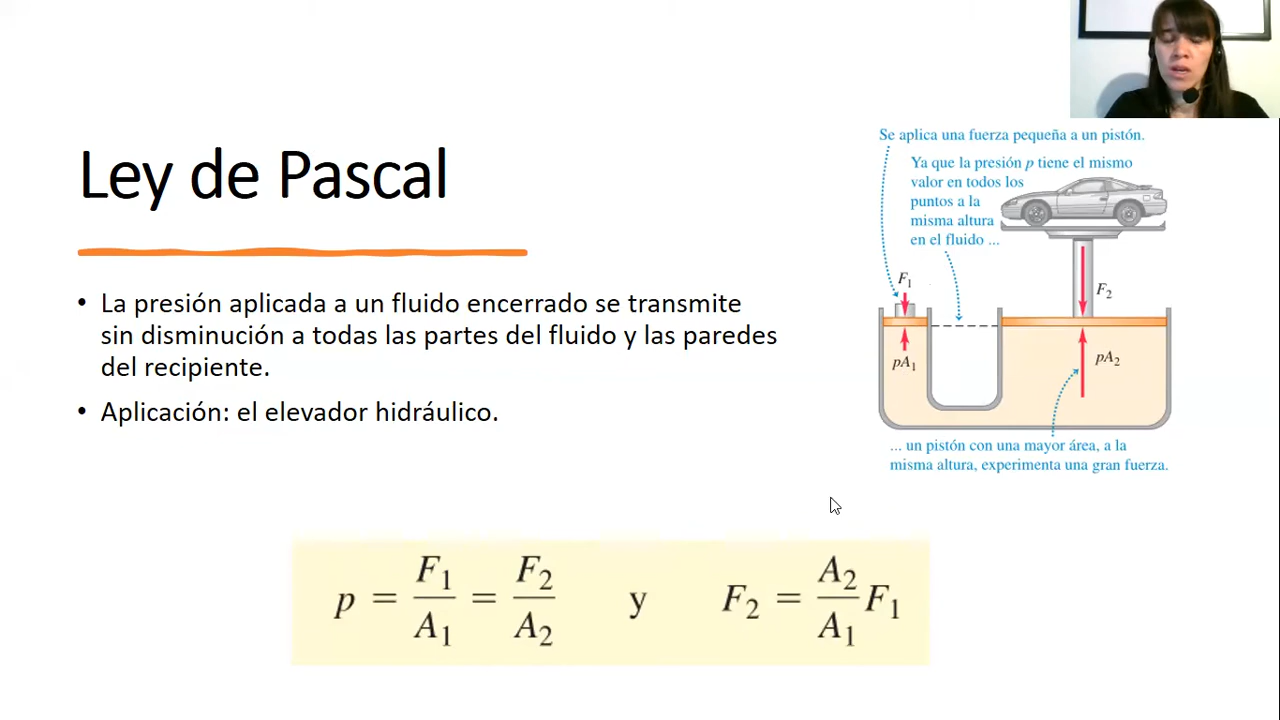 Ley de Pascal
• La presión aplicada a un fluido encerrado se transmite
sin disminución a todas las partes del fluido y las paredes
del recipiente.
• Aplicación: el elevador hidráulico.
Se aplica una fuerza pequeña a un pistón.
Ya que la presión p tiene el mismo
valor en todos los
puntos a la
misma altura
en el fluido ...
F₁
F₂
pA₁
pA₂
... un pistón con una mayor área, a la
misma altura, experimenta una gran fuerza.
p = F₁/A₁ = F₂/A₂ y F₂ = A₂/A₁ F₁